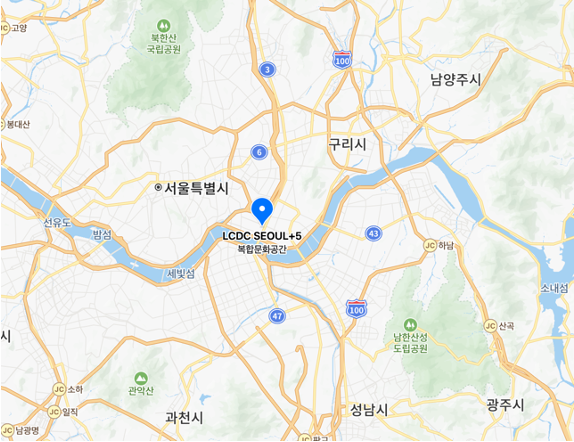 JC 고양
북한산
국립공원
3
100
남양주시
JC 봉대산
6
구리시
서울특별시
선유도
밤섬
LCDC SEOUL+5
복합문화공간
43
JC 하남
세빛섬
소내섬
47
100
남한산성
도립공원
JC 산곡
시
관악산
JC 소하
JC 일직
JC 남광명
과천시
성남시
광주시
JC 판교